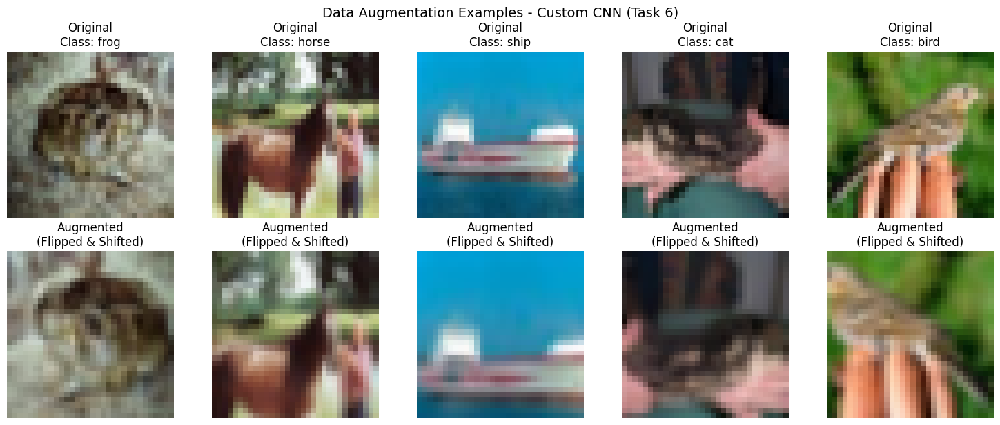 Data Augmentation Examples - Custom CNN (Task 6)
Original
Class: frog
Original
Class: horse
Original
Class: ship
Original
Class: cat
Original
Class: bird
Augmented
(Flipped & Shifted)
Augmented
(Flipped & Shifted)
Augmented
(Flipped & Shifted)
Augmented
(Flipped & Shifted)
Augmented
(Flipped & Shifted)